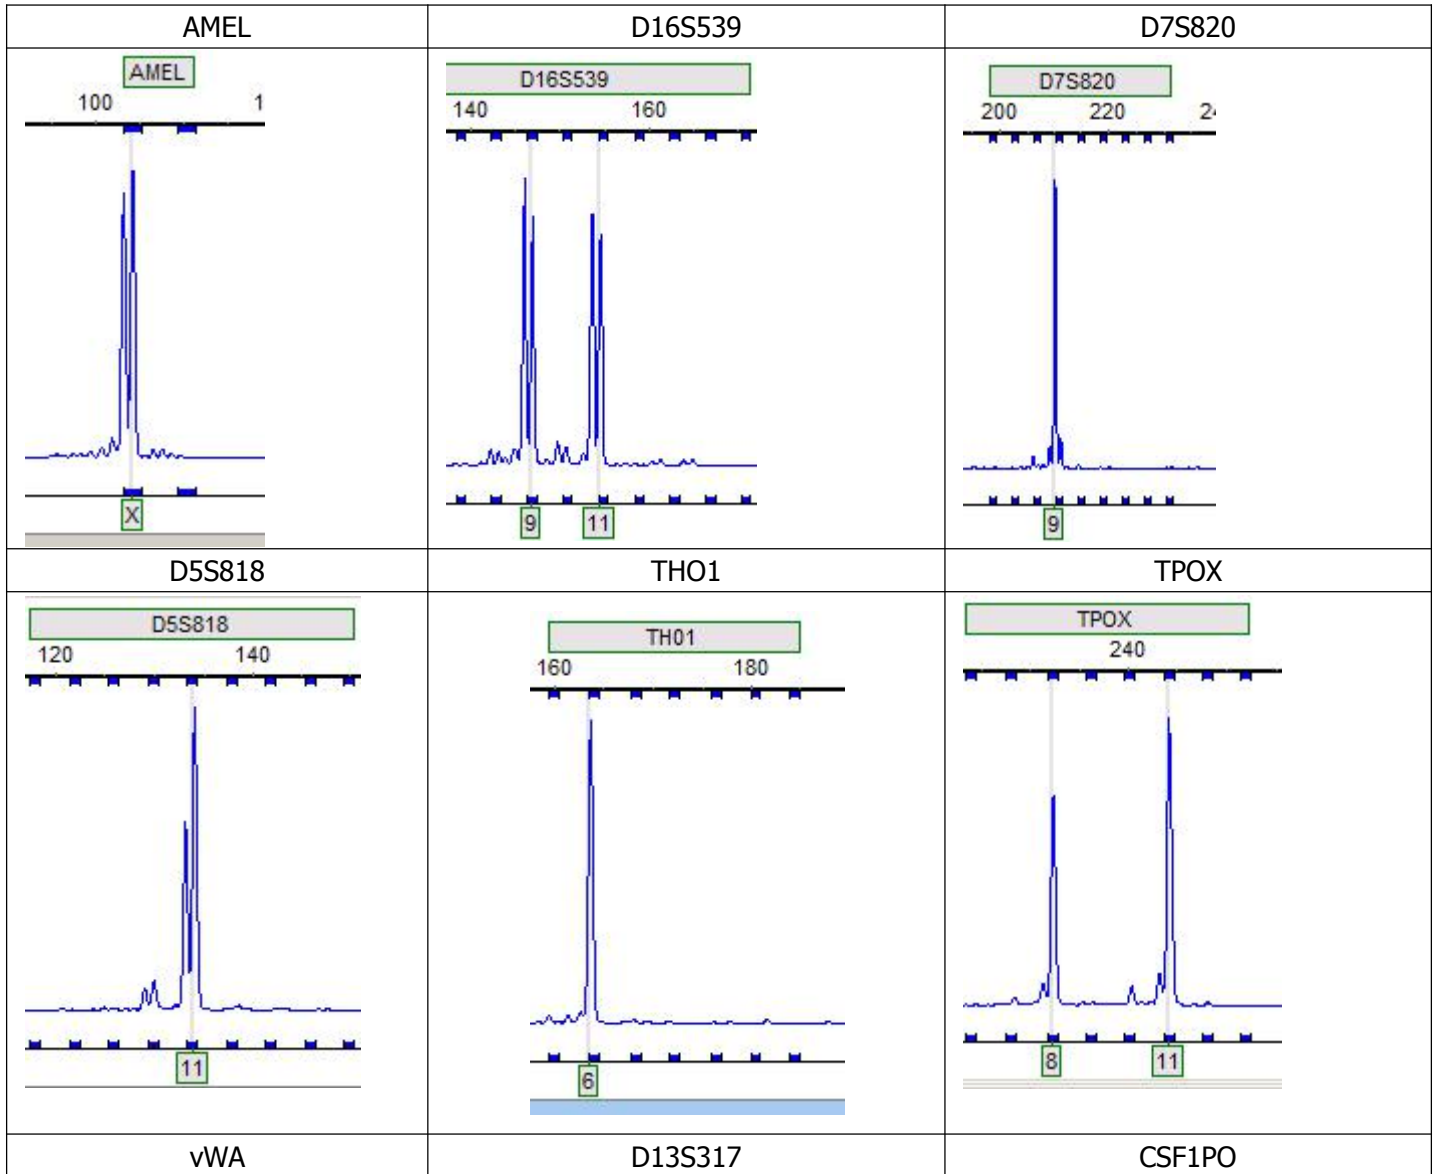 AMEL D16S539 D7S820
AMEL
100 1
X
D16S539
140 160
9 11
D7S820
200 220 24
9
D5S818 THO1 TPOX
D5S818
120 140
11
TH01
160 180
6
TPOX
240
8 11
vWA D13S317 CSF1PO